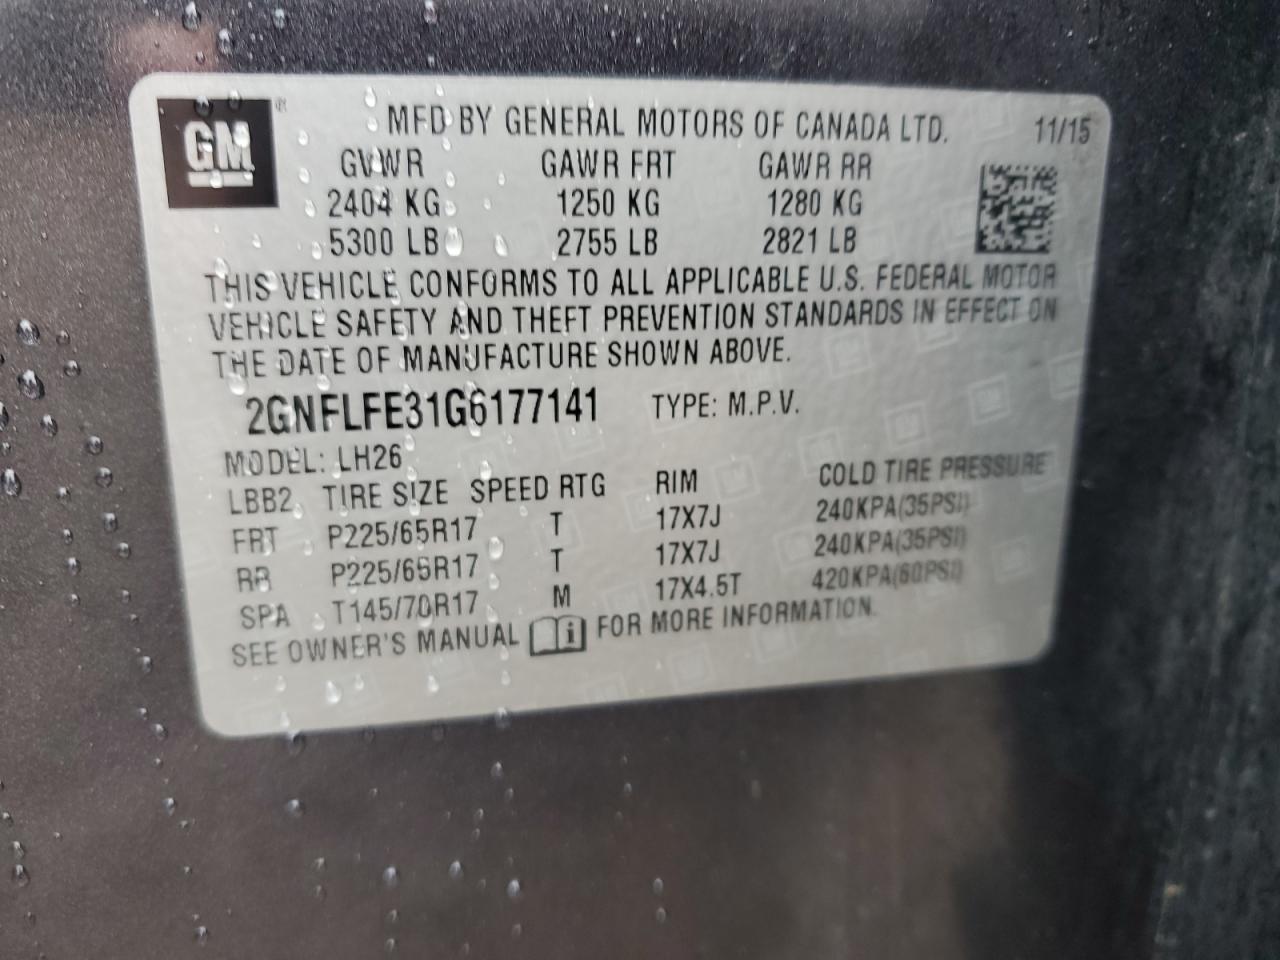 GM ®
MFD BY GENERAL MOTORS OF CANADA LTD. 11/15
GVWR GAWR FRT GAWR RR
2404 KG 1250 KG 1280 KG
5300 LB 2755 LB 2821 LB
THIS VEHICLE CONFORMS TO ALL APPLICABLE U.S. FEDERAL MOTOR
VEHICLE SAFETY AND THEFT PREVENTION STANDARDS IN EFFECT ON
THE DATE OF MANUFACTURE SHOWN ABOVE.
2GNFLFE31G6177141 TYPE: M.P.V.
MODEL: LH26
LBB2 TIRE SIZE SPEED RTG RIM COLD TIRE PRESSURE
FRT P225/65R17 T 17X7J 240KPA(35PSI)
RR P225/65R17 T 17X7J 240KPA(35PSI)
SPA T145/70R17 M 17X4.5T 420KPA(60PSI)
SEE OWNER'S MANUAL i FOR MORE INFORMATION.